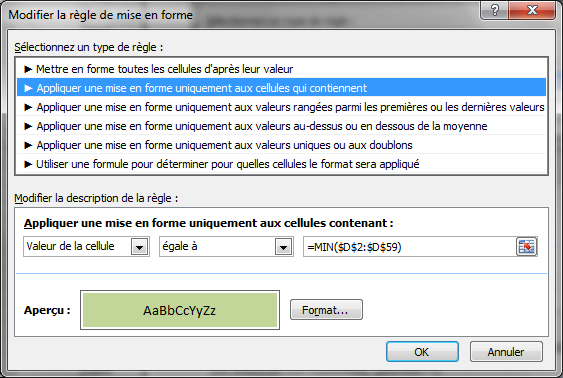 Modifier la règle de mise en forme
Sélectionnez un type de règle :
► Mettre en forme toutes les cellules d'après leur valeur
► Appliquer une mise en forme uniquement aux cellules qui contiennent
► Appliquer une mise en forme uniquement aux valeurs rangées parmi les premières ou les dernières valeurs
► Appliquer une mise en forme uniquement aux valeurs au-dessus ou en dessous de la moyenne
► Appliquer une mise en forme uniquement aux valeurs uniques ou aux doublons
► Utiliser une formule pour déterminer pour quelles cellules le format sera appliqué
Modifier la description de la règle :
Appliquer une mise en forme uniquement aux cellules contenant :
Valeur de la cellule égale à =MIN($D$2:$D$59)
Aperçu : AaBbCcYyZz Format...
OK Annuler